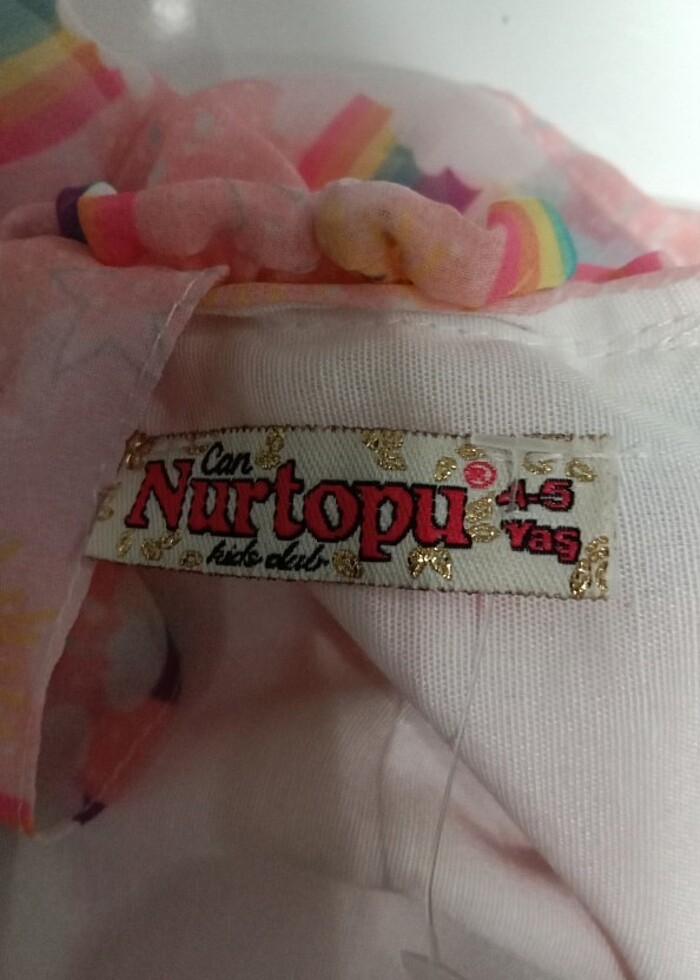 Can
Nurtopu®
kids club
4-5
Yaş